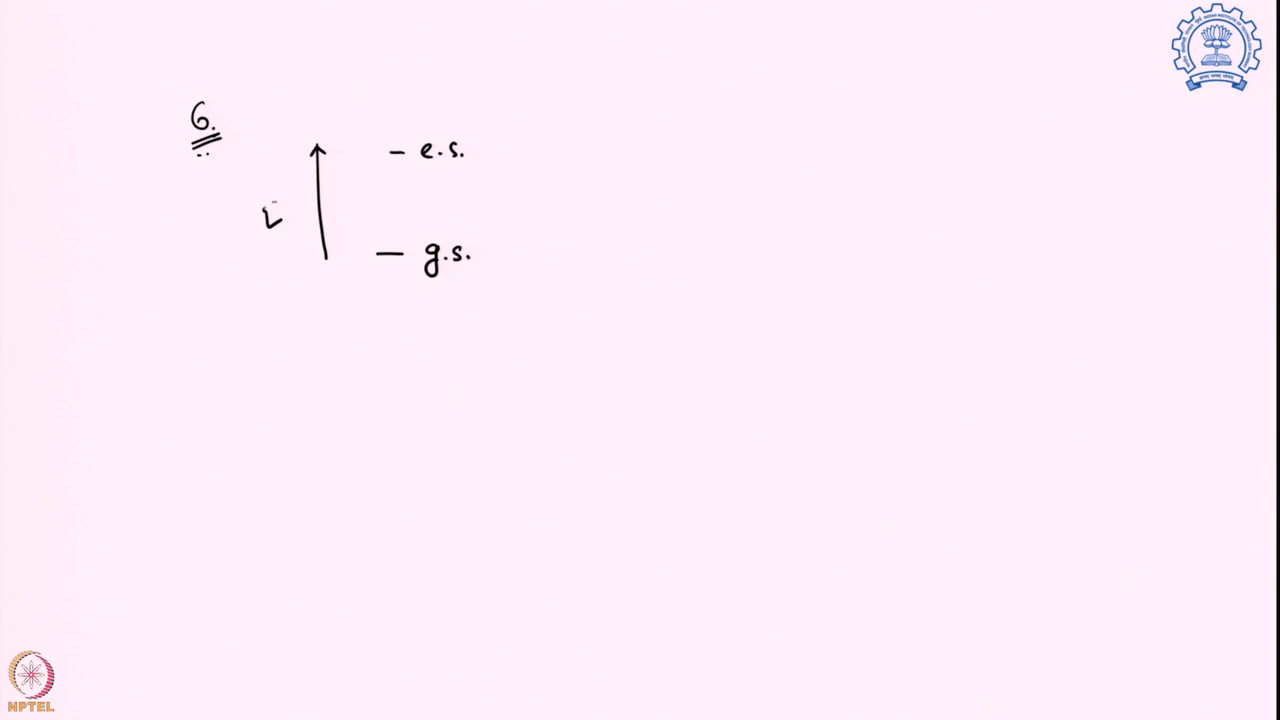 6.
– e.s.
– g.s.
NPTEL